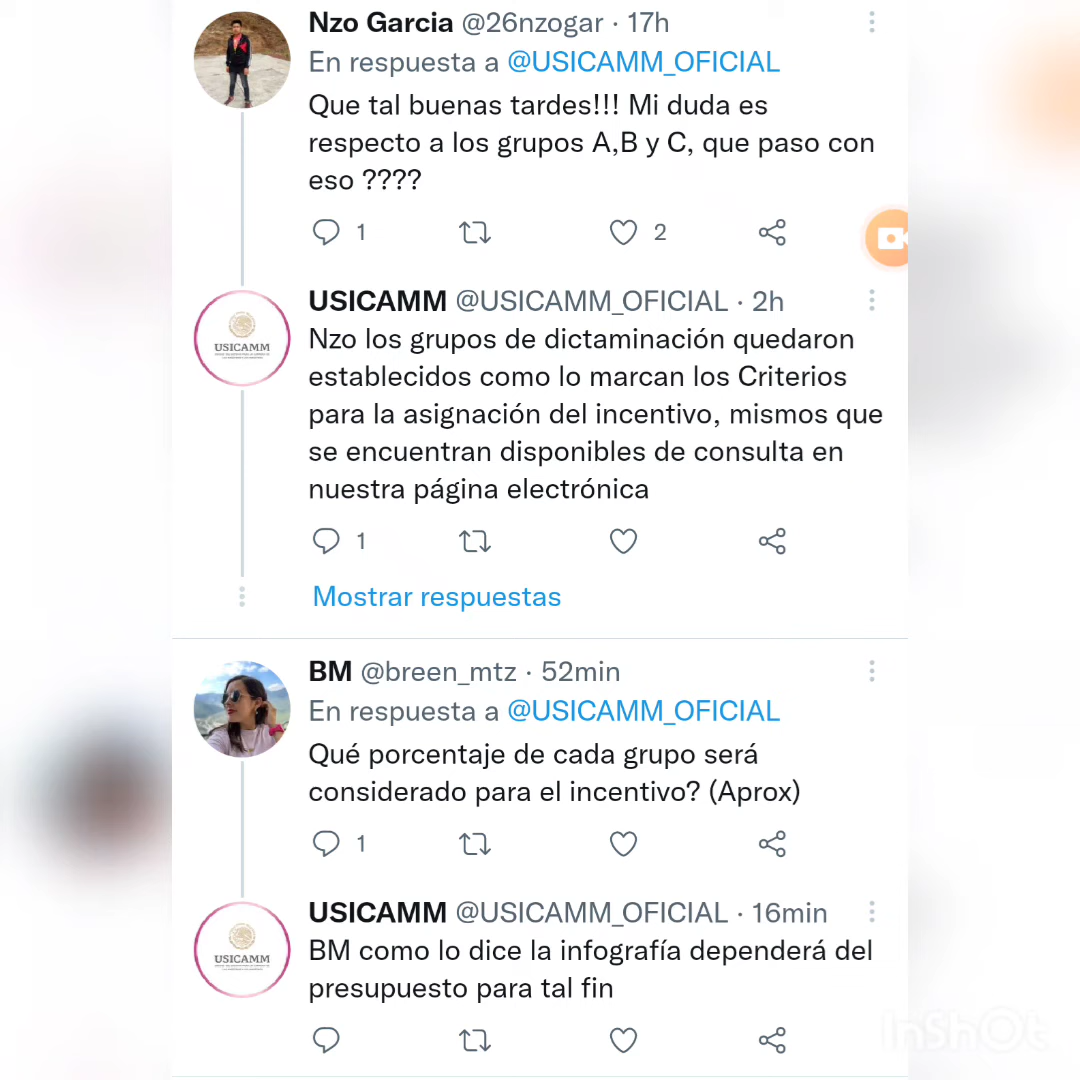 Nzo Garcia @26nzogar · 17h
En respuesta a @USICAMM_OFICIAL
Que tal buenas tardes!!! Mi duda es
respecto a los grupos A,B y C, que paso con
eso ????
1
2
USICAMM @USICAMM_OFICIAL · 2h
USICAMM
Nzo los grupos de dictaminación quedaron
establecidos como lo marcan los Criterios
para la asignación del incentivo, mismos que
se encuentran disponibles de consulta en
nuestra página electrónica
1
Mostrar respuestas
BM @breen_mtz · 52min
En respuesta a @USICAMM_OFICIAL
Qué porcentaje de cada grupo será
considerado para el incentivo? (Aprox)
1
USICAMM @USICAMM_OFICIAL · 16min
USICAMM
BM como lo dice la infografía dependerá del
presupuesto para tal fin
InShOt